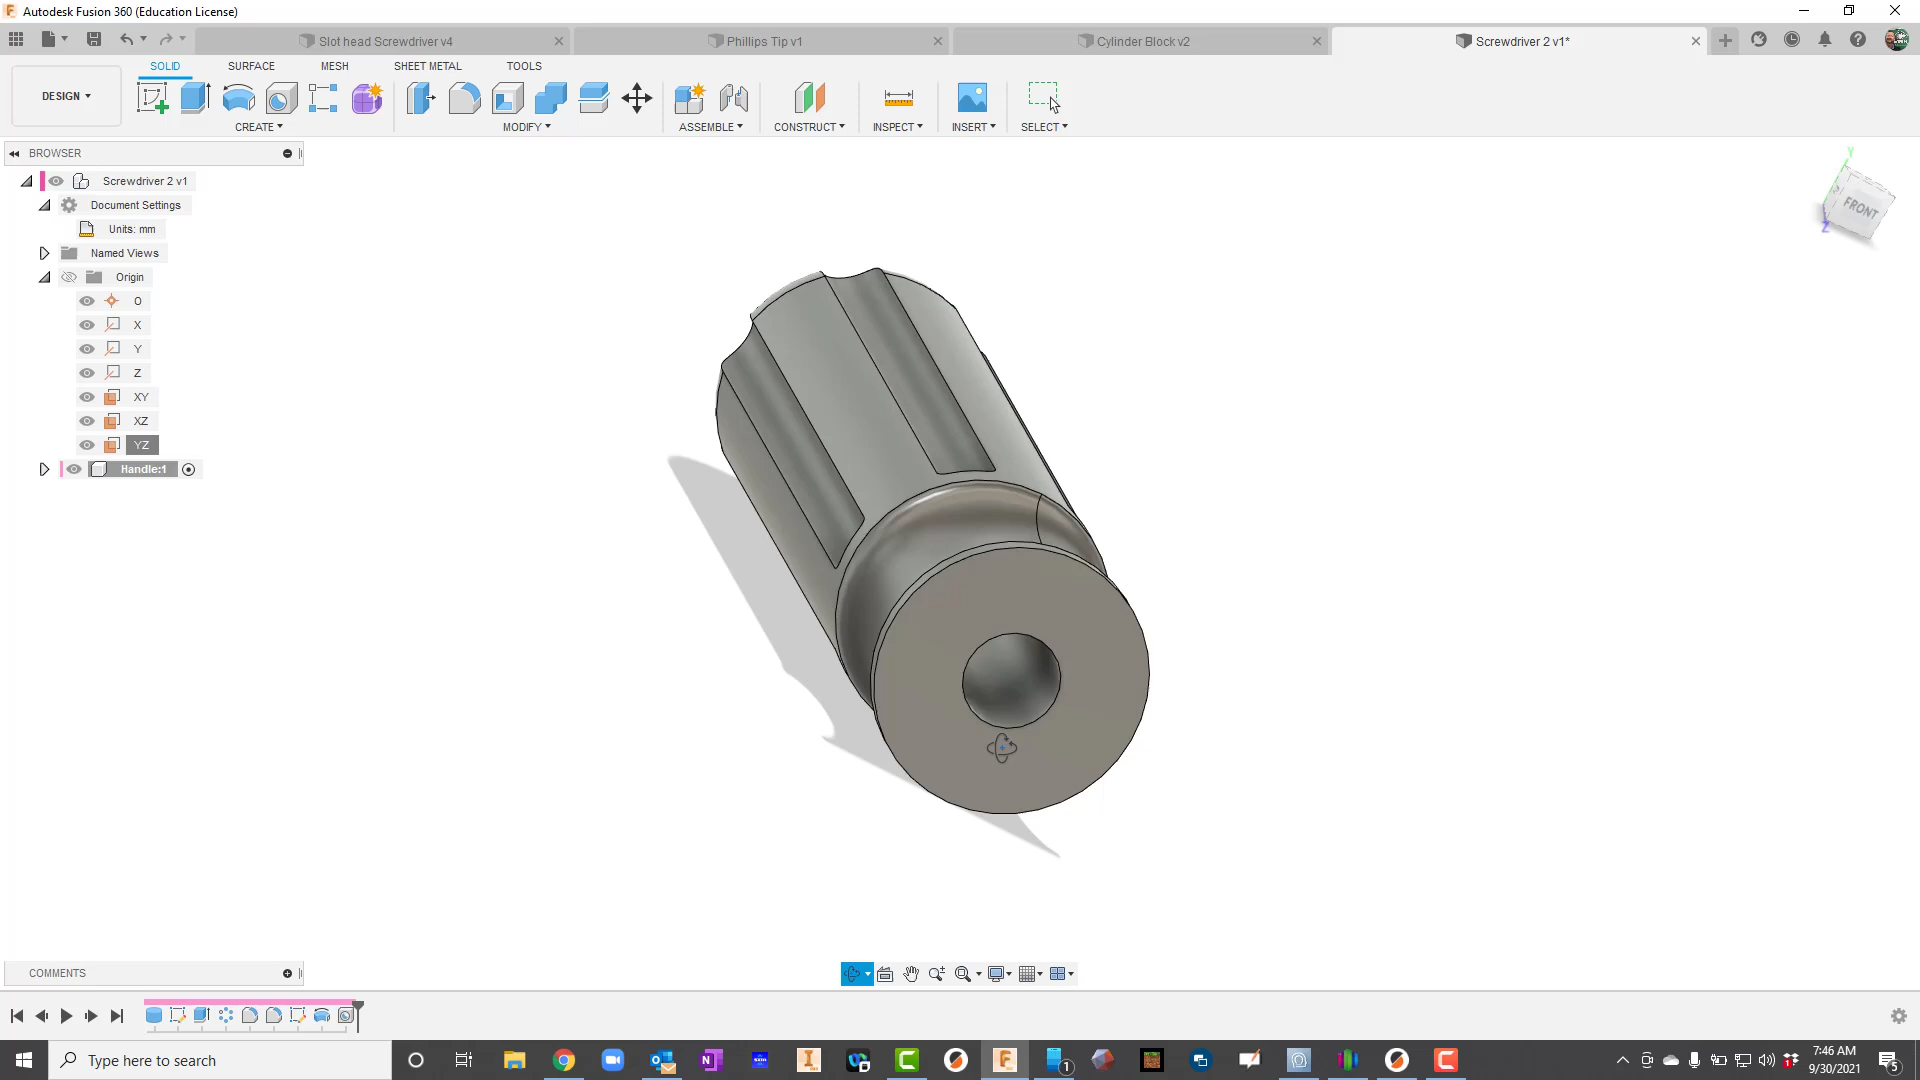 Autodesk Fusion 360 (Education License)
Slot head Screwdriver v4
Phillips Tip v1
Cylinder Block v2
Screwdriver 2 v1*
DESIGN
SOLID
SURFACE
MESH
SHEET METAL
TOOLS
CREATE
MODIFY
ASSEMBLE
CONSTRUCT
INSPECT
INSERT
SELECT
BROWSER
Screwdriver 2 v1
Document Settings
Units: mm
Named Views
Origin
O
X
Y
Z
XY
XZ
YZ
Handle:1
Y
FRONT
Z
COMMENTS
Type here to search
1
7:46 AM
9/30/2021
5